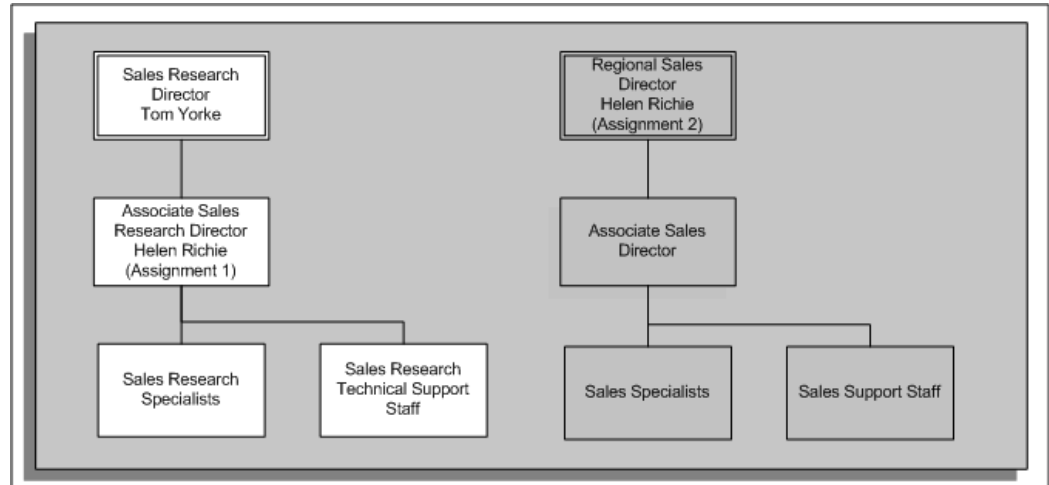 Sales Research
Director
Tom Yorke
Regional Sales
Director
Helen Richie
(Assignment 2)
Associate Sales
Research Director
Helen Richie
(Assignment 1)
Associate Sales
Director
Sales Research
Specialists
Sales Research
Technical Support
Staff
Sales Specialists
Sales Support Staff